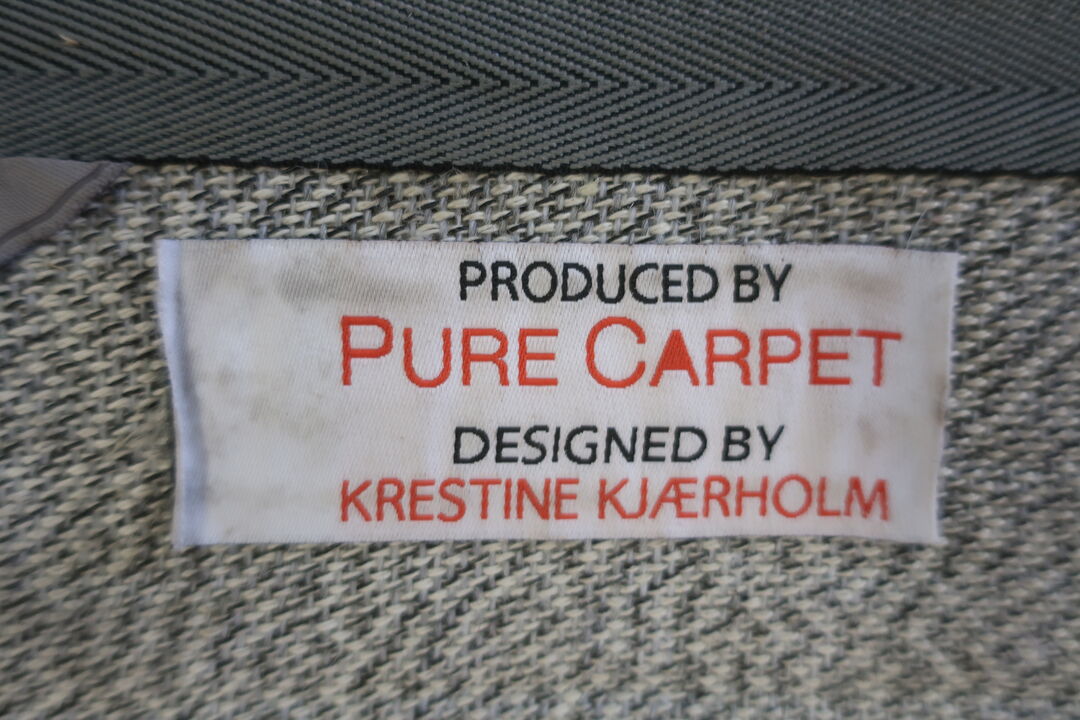 PRODUCED BY
PURE CARPET
DESIGNED BY
KRESTINE KJÆRHOLM